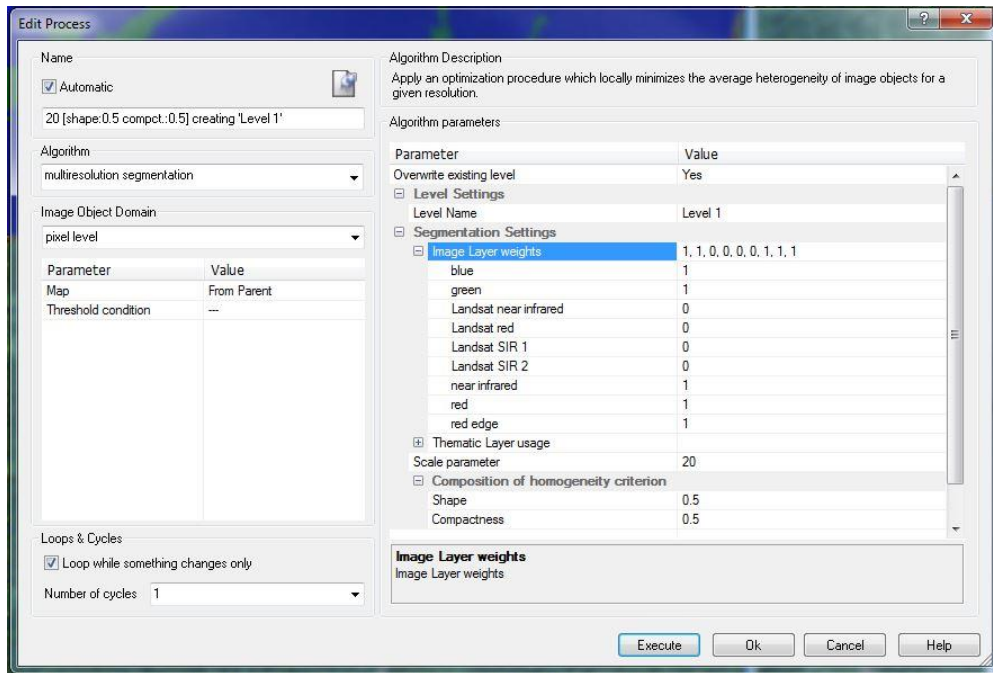 Edit Process
Name
Automatic
20 [shape:0.5 compct.:0.5] creating 'Level 1'
Algorithm
multiresolution segmentation
Image Object Domain
pixel level
Parameter Value
Map From Parent
Threshold condition ---
Loops & Cycles
Loop while something changes only
Number of cycles 1
Algorithm Description
Apply an optimization procedure which locally minimizes the average heterogeneity of image objects for a
given resolution.
Algorithm parameters
Parameter Value
Overwrite existing level Yes
Level Settings
Level Name Level 1
Segmentation Settings
Image Layer weights 1, 1, 0, 0, 0, 0, 1, 1, 1
blue 1
green 1
Landsat near infrared 0
Landsat red 0
Landsat SIR 1 0
Landsat SIR 2 0
near infrared 1
red 1
red edge 1
Thematic Layer usage
Scale parameter 20
Composition of homogeneity criterion
Shape 0.5
Compactness 0.5
Image Layer weights
Image Layer weights
Execute Ok Cancel Help